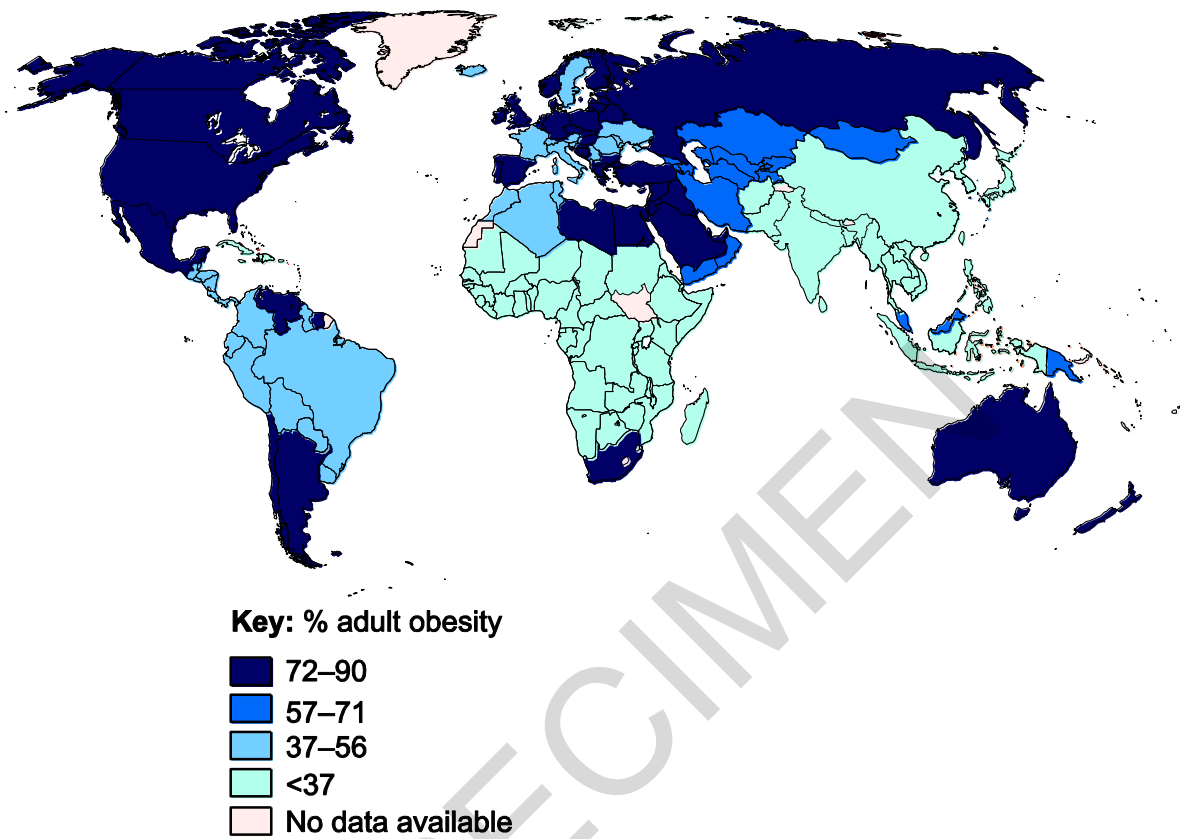 Key: % adult obesity
72–90
57–71
37–56
<37
No data available
SPECIMEN